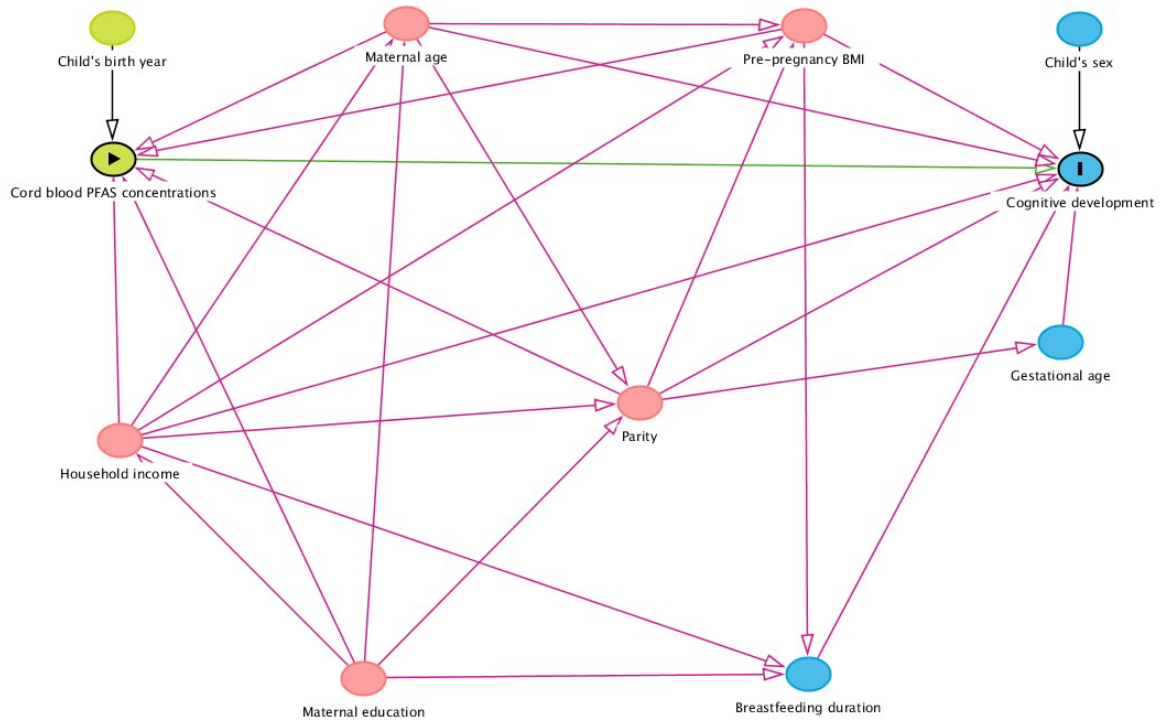 Child's birth year
Maternal age
Pre-pregnancy BMI
Child's sex
Cord blood PFAS concentrations
Cognitive development
Gestational age
Parity
Household income
Maternal education
Breastfeeding duration